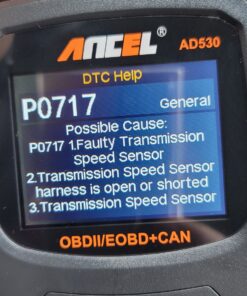 ANCEL®
AD530
DTC Help
P0717 General
Possible Cause:
P0717 1.Faulty Transmission
Speed Sensor
2.Transmission Speed Sensor
harness is open or shorted
3.Transmission Speed Sensor
OBDII/EOBD+CAN